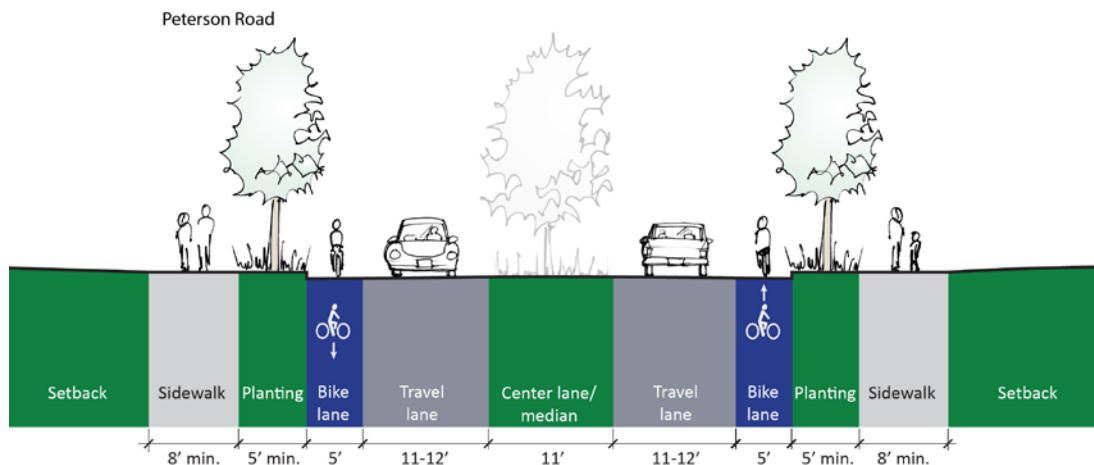 Peterson Road
Setback
Sidewalk
Planting
Bike
lane
Travel
lane
Center lane/
median
Travel
lane
Bike
lane
Planting
Sidewalk
Setback
8’ min.
5’ min.
5’
11-12’
11’
11-12’
5’
5’ min.
8’ min.